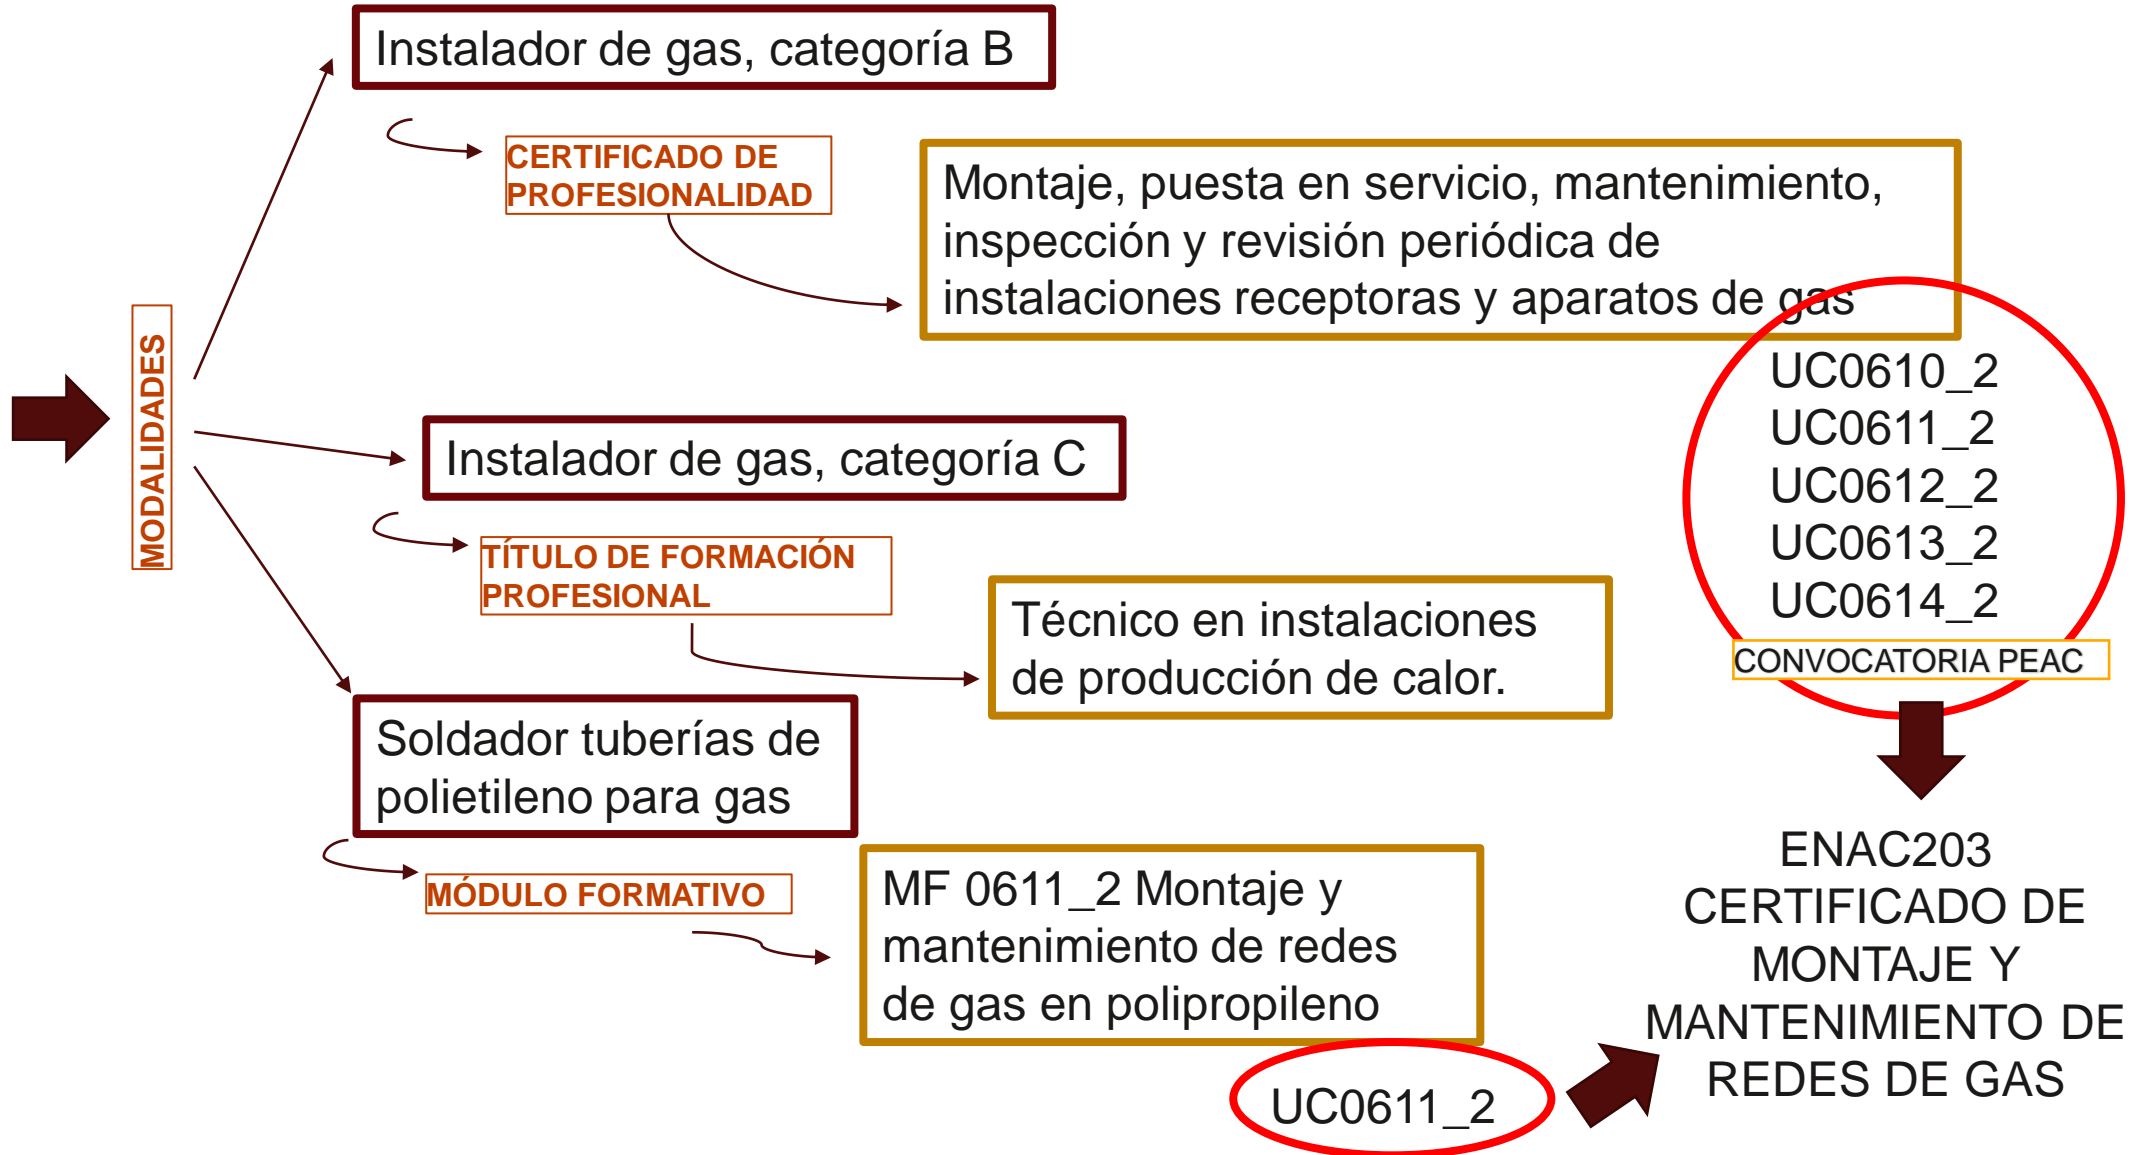 MODALIDADES
Instalador de gas, categoría B
CERTIFICADO DE
PROFESIONALIDAD
Montaje, puesta en servicio, mantenimiento,
inspección y revisión periódica de
instalaciones receptoras y aparatos de gas
UC0610_2
UC0611_2
UC0612_2
UC0613_2
UC0614_2
CONVOCATORIA PEAC
Instalador de gas, categoría C
TÍTULO DE FORMACIÓN
PROFESIONAL
Técnico en instalaciones
de producción de calor.
Soldador tuberías de
polietileno para gas
MÓDULO FORMATIVO
MF 0611_2 Montaje y
mantenimiento de redes
de gas en polipropileno
UC0611_2
ENAC203
CERTIFICADO DE
MONTAJE Y
MANTENIMIENTO DE
REDES DE GAS